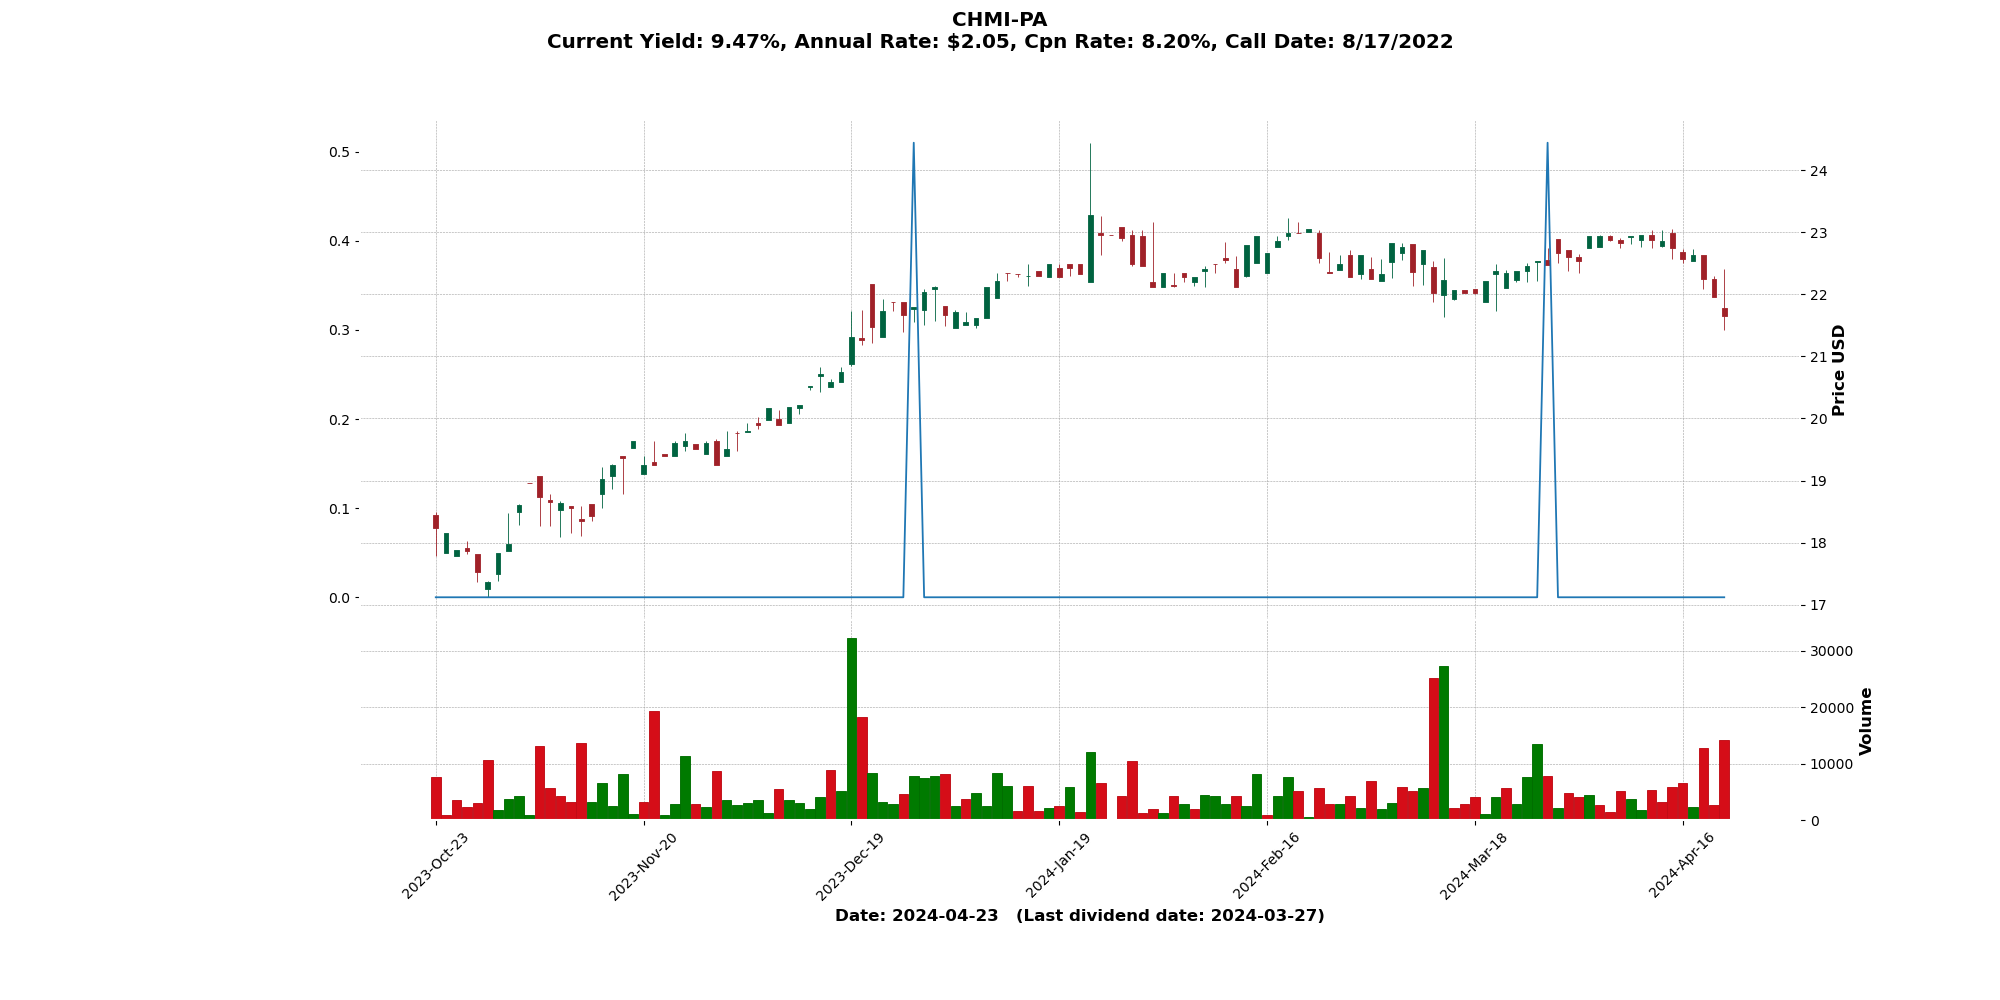 CHMI-PA
Current Yield: 9.47%, Annual Rate: $2.05, Cpn Rate: 8.20%, Call Date: 8/17/2022
0.5
0.4
0.3
0.2
0.1
0.0
24
23
22
21
20
19
18
17
Price USD
30000
20000
10000
0
Volume
2023-Oct-23
2023-Nov-20
2023-Dec-19
2024-Jan-19
2024-Feb-16
2024-Mar-18
2024-Apr-16
Date: 2024-04-23   (Last dividend date: 2024-03-27)